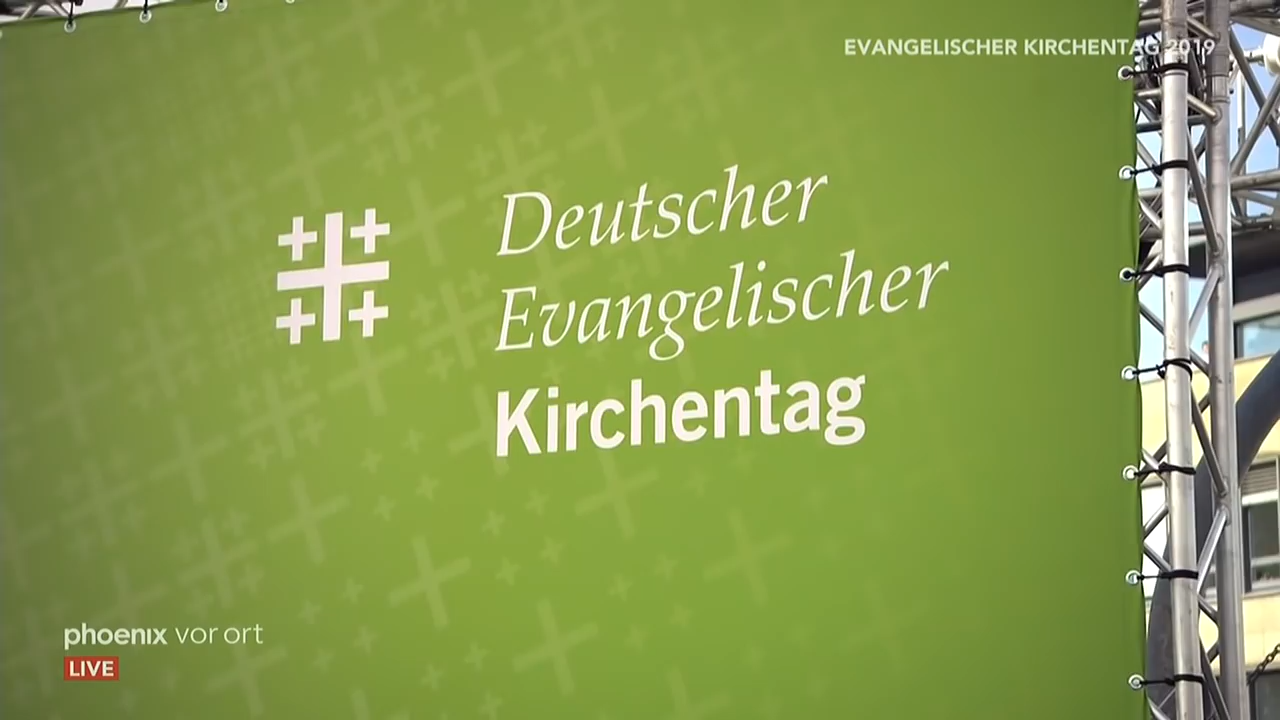 EVANGELISCHER KIRCHENTAG 2019
Deutscher
Evangelischer
Kirchentag
phoenix vor ort
LIVE